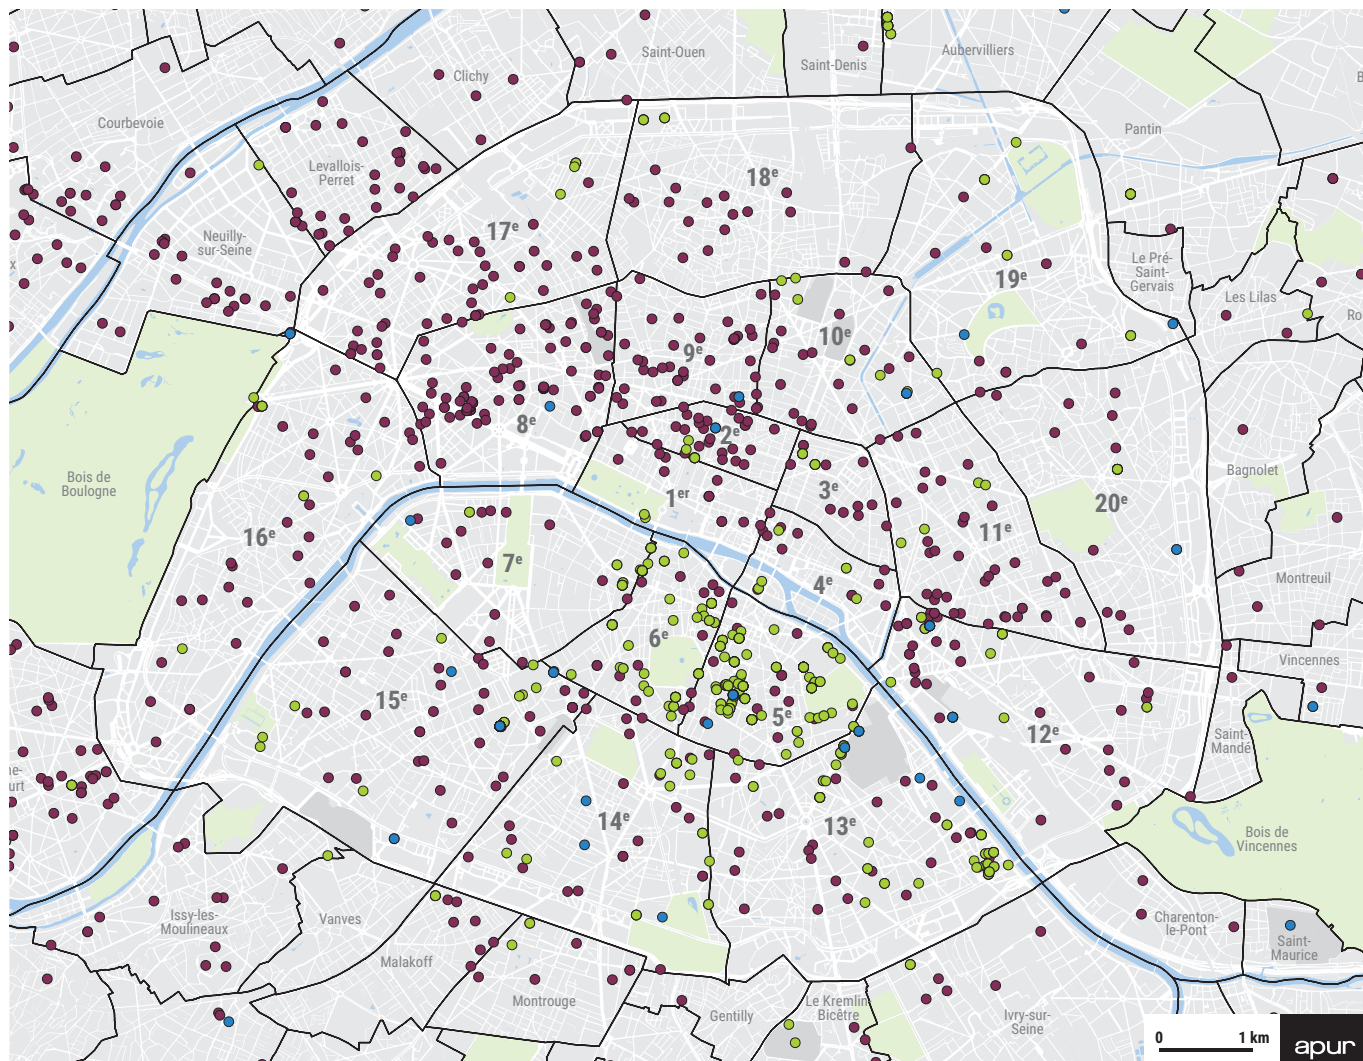 Saint-Ouen
Saint-Denis
Aubervilliers
Clichy
Courbevoie
Pantin
Levallois-
Perret
18e
17e
Neuilly-
sur-Seine
19e
Le Pré-
Saint-
Gervais
Les Lilas
Ro
x
B
10e
9e
8e
2e
Bois de
Boulogne
Bagnolet
1er
3e
20e
16e
11e
7e
4e
Montreuil
6e
Vincennes
15e
5e
12e
Saint-
Mandé
ne-
urt
14e
13e
Bois de
Vincennes
Issy-les-
Moulineaux
Vanves
Charenton-
le-Pont
Saint-
Maurice
Malakoff
Montrouge
Gentilly
Le Kremlin
Bicêtre
Ivry-sur-
Seine
0 1 km
apur